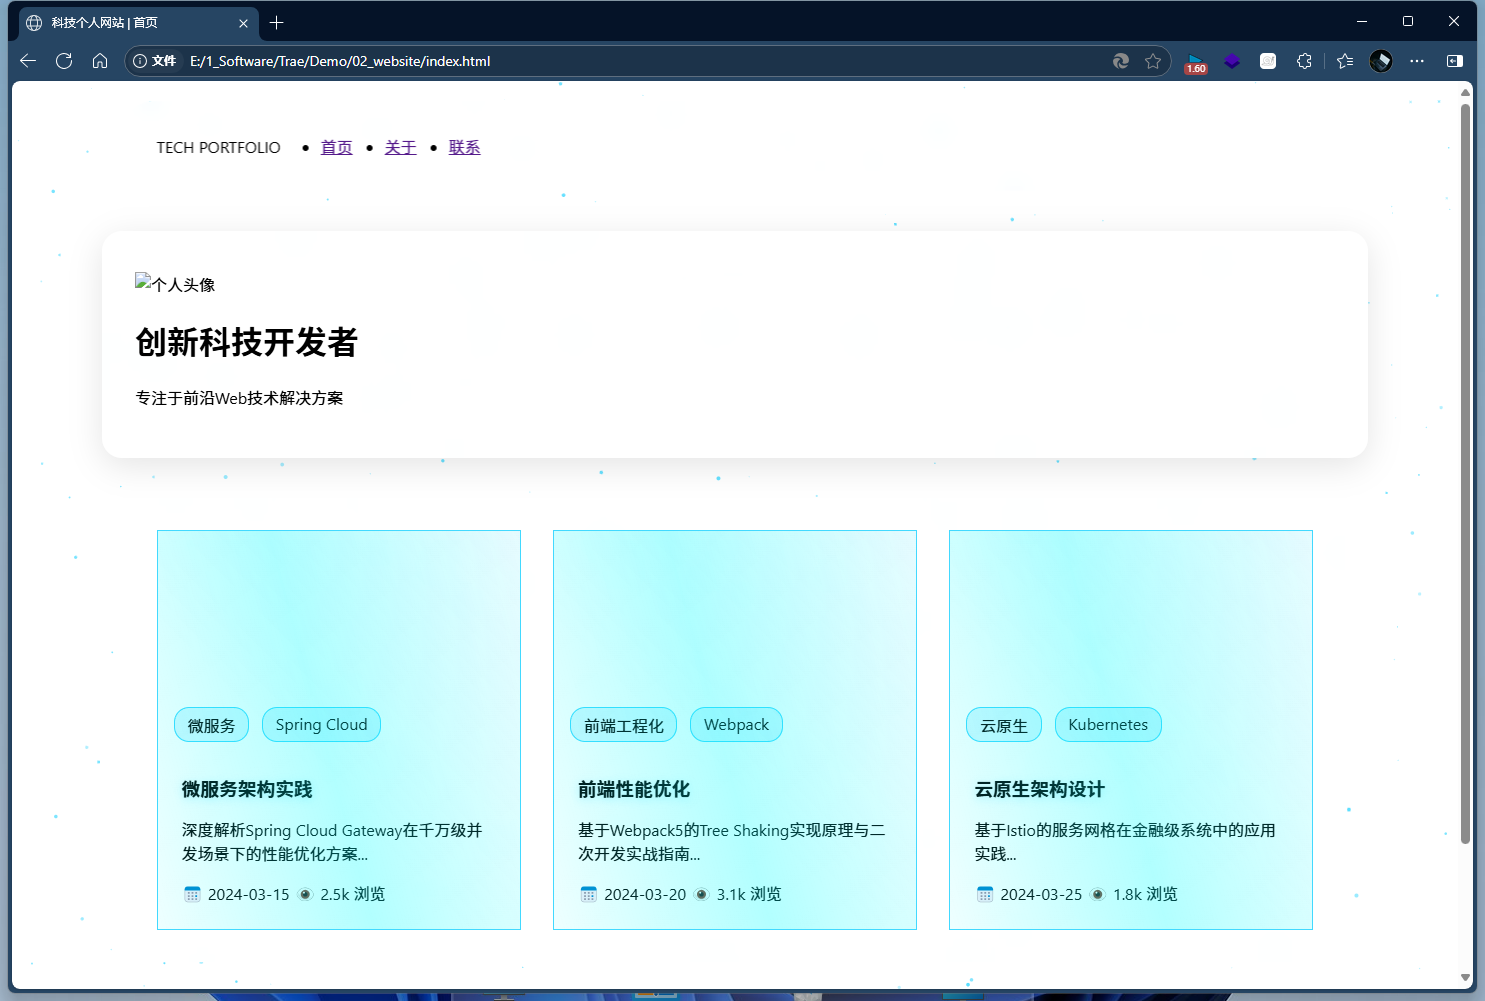 科技个人网站 | 首页
文件 E:/1_Software/Trae/Demo/02_website/index.html
1.60
TECH PORTFOLIO • 首页 • 关于 • 联系
个人头像
创新科技开发者
专注于前沿Web技术解决方案
微服务 Spring Cloud
微服务架构实践
深度解析Spring Cloud Gateway在千万级并
发场景下的性能优化方案...
2024-03-15 2.5k 浏览
前端工程化 Webpack
前端性能优化
基于Webpack5的Tree Shaking实现原理与二
次开发实战指南...
2024-03-20 3.1k 浏览
云原生 Kubernetes
云原生架构设计
基于Istio的服务网格在金融级系统中的应用
实践...
2024-03-25 1.8k 浏览